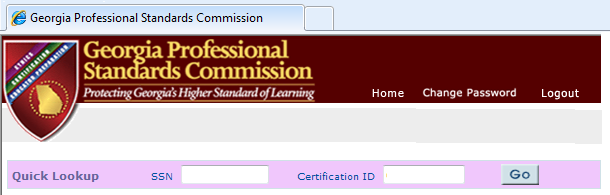 Georgia Professional Standards Commission
ETHICS
CERTIFICATION
EDUCATOR PREPARATION
Georgia Professional
Standards Commission
Protecting Georgia's Higher Standard of Learning
Home Change Password Logout
Quick Lookup SSN Certification ID Go